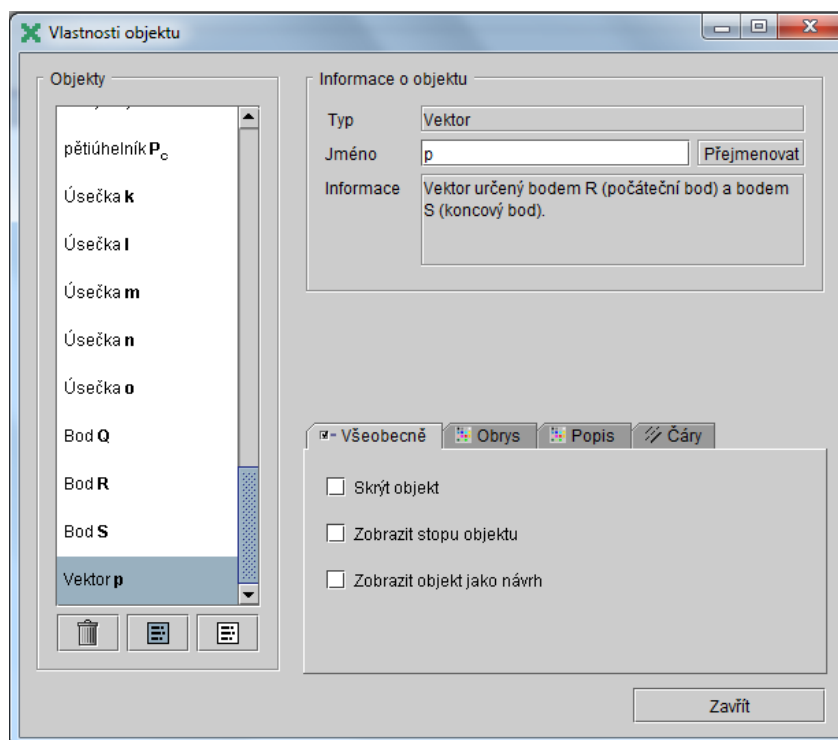 Vlastnosti objektu
Objekty
pětiúhelník Pc
Úsečka k
Úsečka l
Úsečka m
Úsečka n
Úsečka o
Bod Q
Bod R
Bod S
Vektor p
Informace o objektu
Typ Vektor
Jméno p Přejmenovat
Informace Vektor určený bodem R (počáteční bod) a bodem
S (koncový bod).
Všeobecně Obrys Popis Čáry
Skrýt objekt
Zobrazit stopu objektu
Zobrazit objekt jako návrh
Zavřít